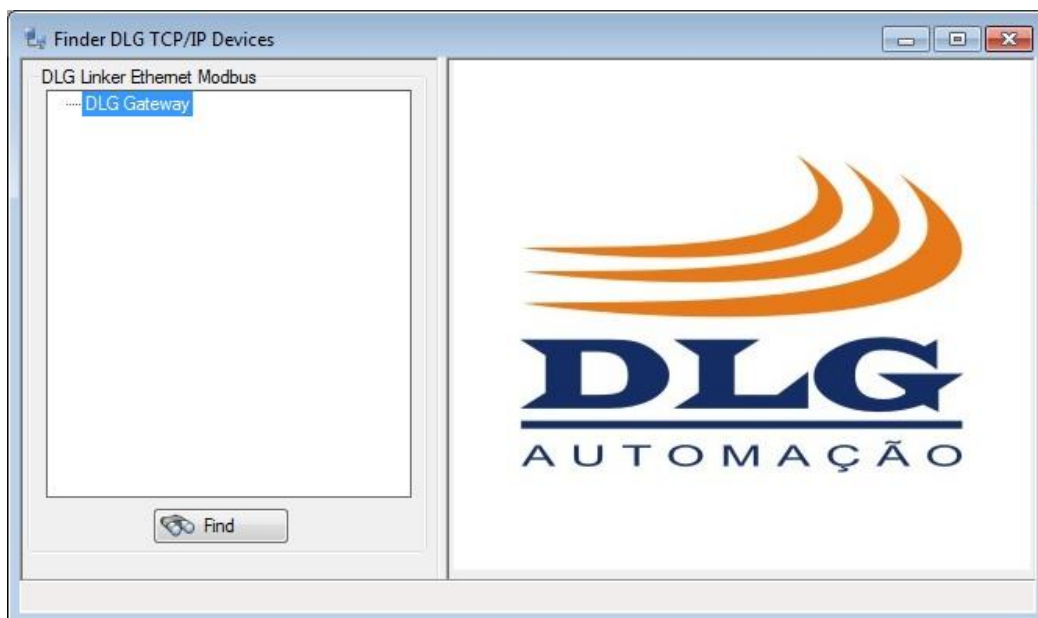 Finder DLG TCP/IP Devices
DLG Linker Ethernet Modbus
DLG Gateway
Find
DLG
AUTOMAÇÃO